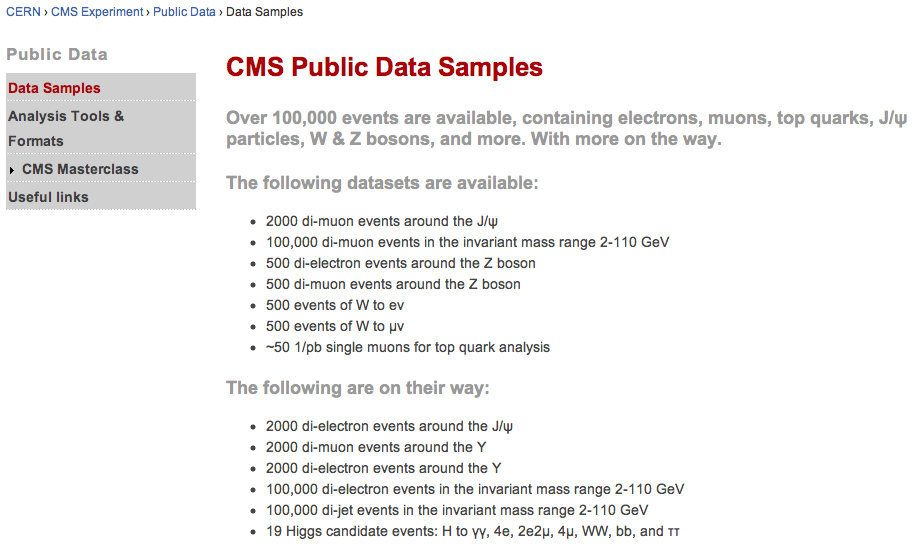 CERN › CMS Experiment › Public Data › Data Samples
Public Data
Data Samples
Analysis Tools &
Formats
CMS Masterclass
Useful links
CMS Public Data Samples
Over 100,000 events are available, containing electrons, muons, top quarks, J/ψ
particles, W & Z bosons, and more. With more on the way.
The following datasets are available:
2000 di-muon events around the J/ψ
100,000 di-muon events in the invariant mass range 2-110 GeV
500 di-electron events around the Z boson
500 di-muon events around the Z boson
500 events of W to eν
500 events of W to μν
~50 1/pb single muons for top quark analysis
The following are on their way:
2000 di-electron events around the J/ψ
2000 di-muon events around the Υ
2000 di-electron events around the Υ
100,000 di-electron events in the invariant mass range 2-110 GeV
100,000 di-jet events in the invariant mass range 2-110 GeV
19 Higgs candidate events: H to γγ, 4e, 2e2μ, 4μ, WW, bb, and ττ